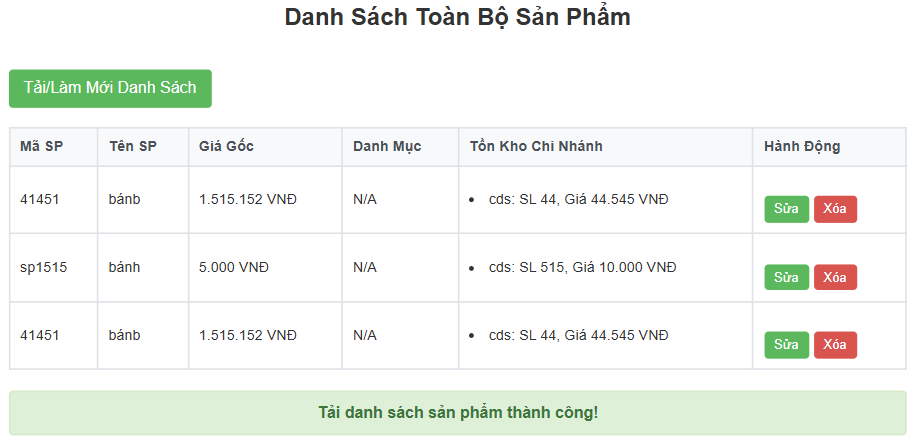 Danh Sách Toàn Bộ Sản Phẩm
Tải/Làm Mới Danh Sách
Mã SP Tên SP Giá Gốc Danh Mục Tồn Kho Chi Nhánh Hành Động
41451 bánb 1.515.152 VNĐ N/A • cds: SL 44, Giá 44.545 VNĐ Sửa Xóa
sp1515 bánh 5.000 VNĐ N/A • cds: SL 515, Giá 10.000 VNĐ Sửa Xóa
41451 bánb 1.515.152 VNĐ N/A • cds: SL 44, Giá 44.545 VNĐ Sửa Xóa
Tải danh sách sản phẩm thành công!